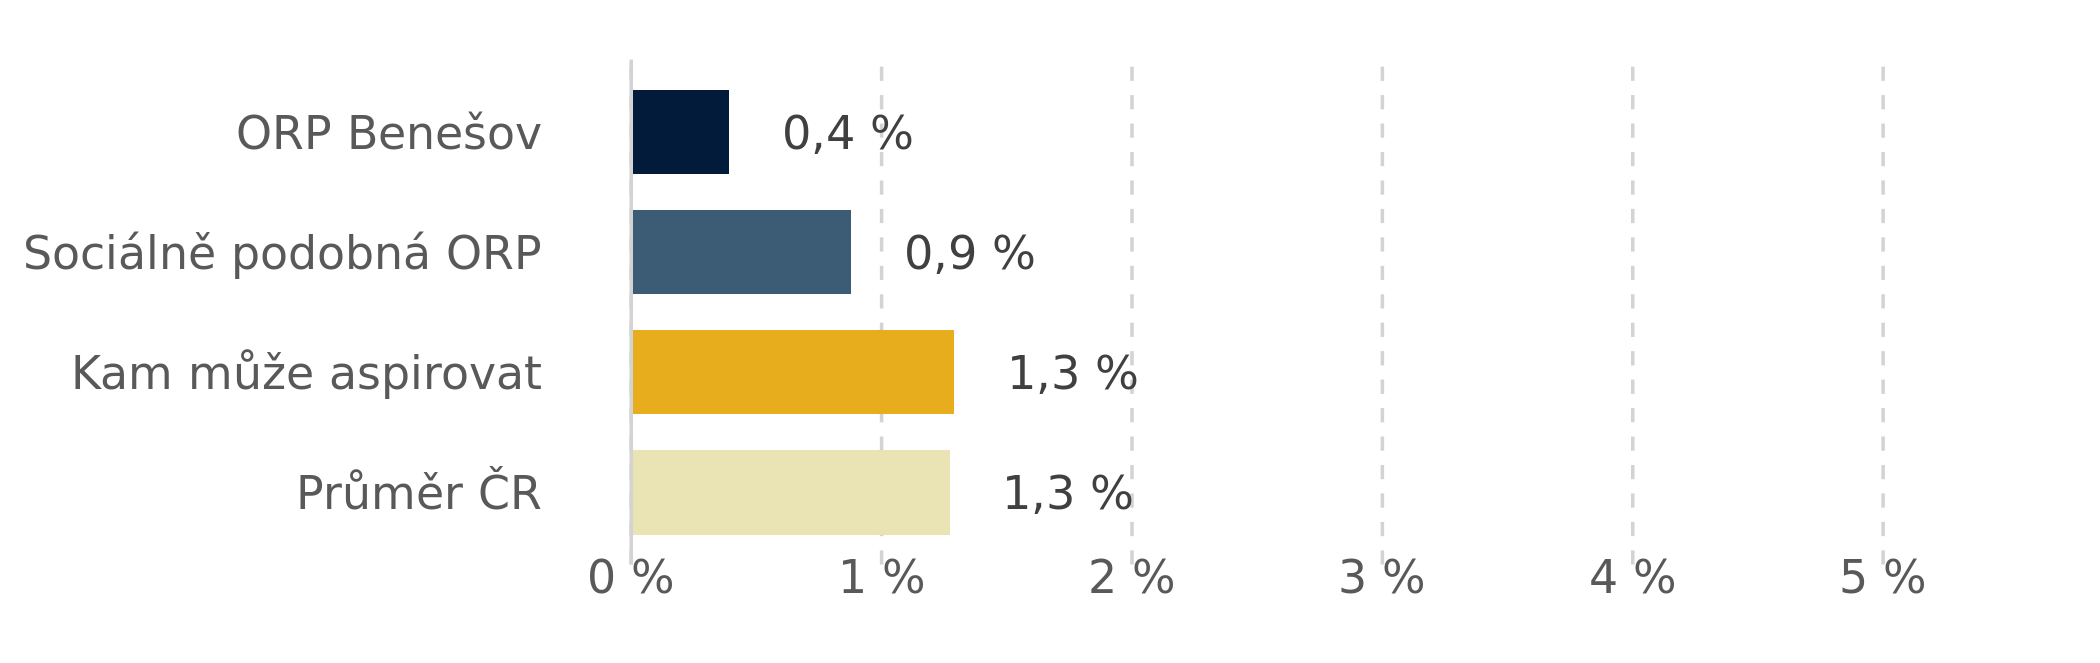 ORP Benešov 0,4 %
Sociálně podobná ORP 0,9 %
Kam může aspirovat 1,3 %
Průměr ČR 1,3 %
0 % 1 % 2 % 3 % 4 % 5 %